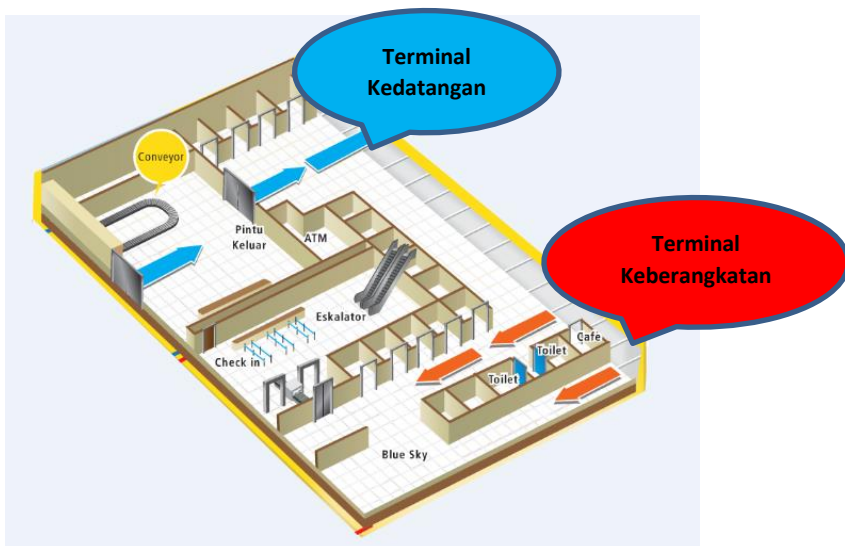 Terminal
Kedatangan
Conveyor
Pintu
Keluar
ATM
Terminal
Keberangkatan
Eskalator
Cafe
Toilet
Check in
Toilet
Blue Sky